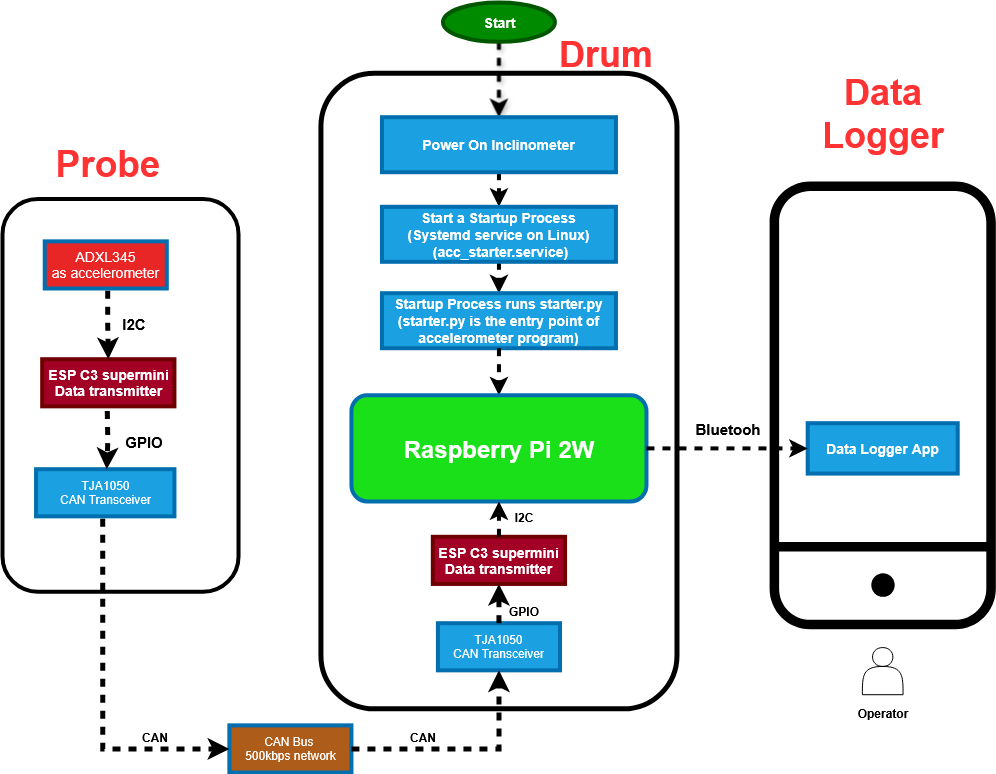 Start
Drum
Power On Inclinometer
Start a Startup Process
(Systemd service on Linux)
(acc_starter.service)
Startup Process runs starter.py
(starter.py is the entry point of
accelerometer program)
Raspberry Pi 2W
I2C
ESP C3 supermini
Data transmitter
GPIO
TJA1050
CAN Transceiver
Probe
ADXL345
as accelerometer
I2C
ESP C3 supermini
Data transmitter
GPIO
TJA1050
CAN Transceiver
CAN
CAN Bus
500kbps network
CAN
Bluetooh
Data
Logger
Data Logger App
Operator